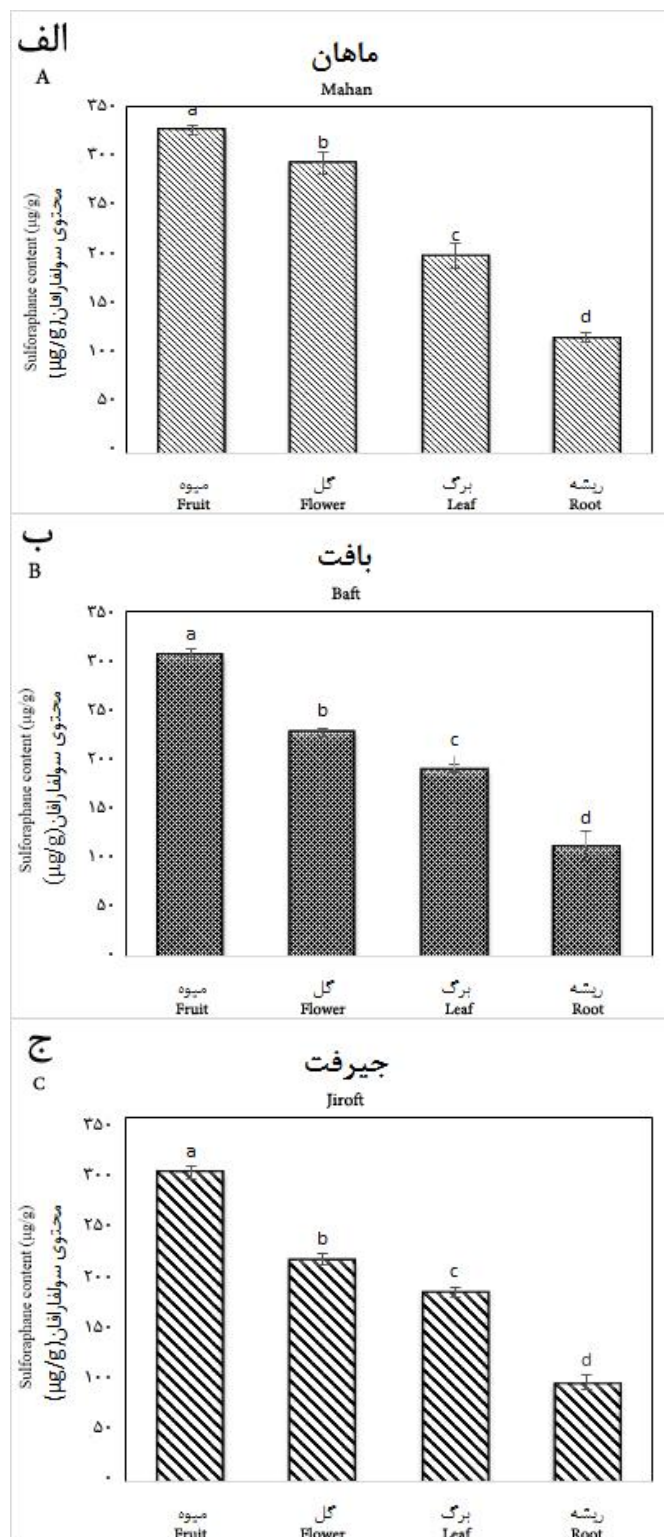 الف
A
ماهان
Mahan
Sulforaphane content (µg/g)
محتوی سولفارافان(µg/g)
۳۵۰
۳۰۰
۲۵۰
۲۰۰
۱۵۰
۱۰۰
۵۰
۰
a
b
c
d
میوه گل برگ ریشه
Fruit Flower Leaf Root
ب
B
بافت
Baft
Sulforaphane content (µg/g)
محتوی سولفارافان(µg/g)
۳۵۰
۳۰۰
۲۵۰
۲۰۰
۱۵۰
۱۰۰
۵۰
۰
a
b
c
d
میوه گل برگ ریشه
Fruit Flower Leaf Root
ج
C
جیرفت
Jiroft
Sulforaphane content (µg/g)
محتوی سولفارافان(µg/g)
۳۵۰
۳۰۰
۲۵۰
۲۰۰
۱۵۰
۱۰۰
۵۰
۰
a
b
c
d
میوه گل برگ ریشه
Fruit Flower Leaf Root